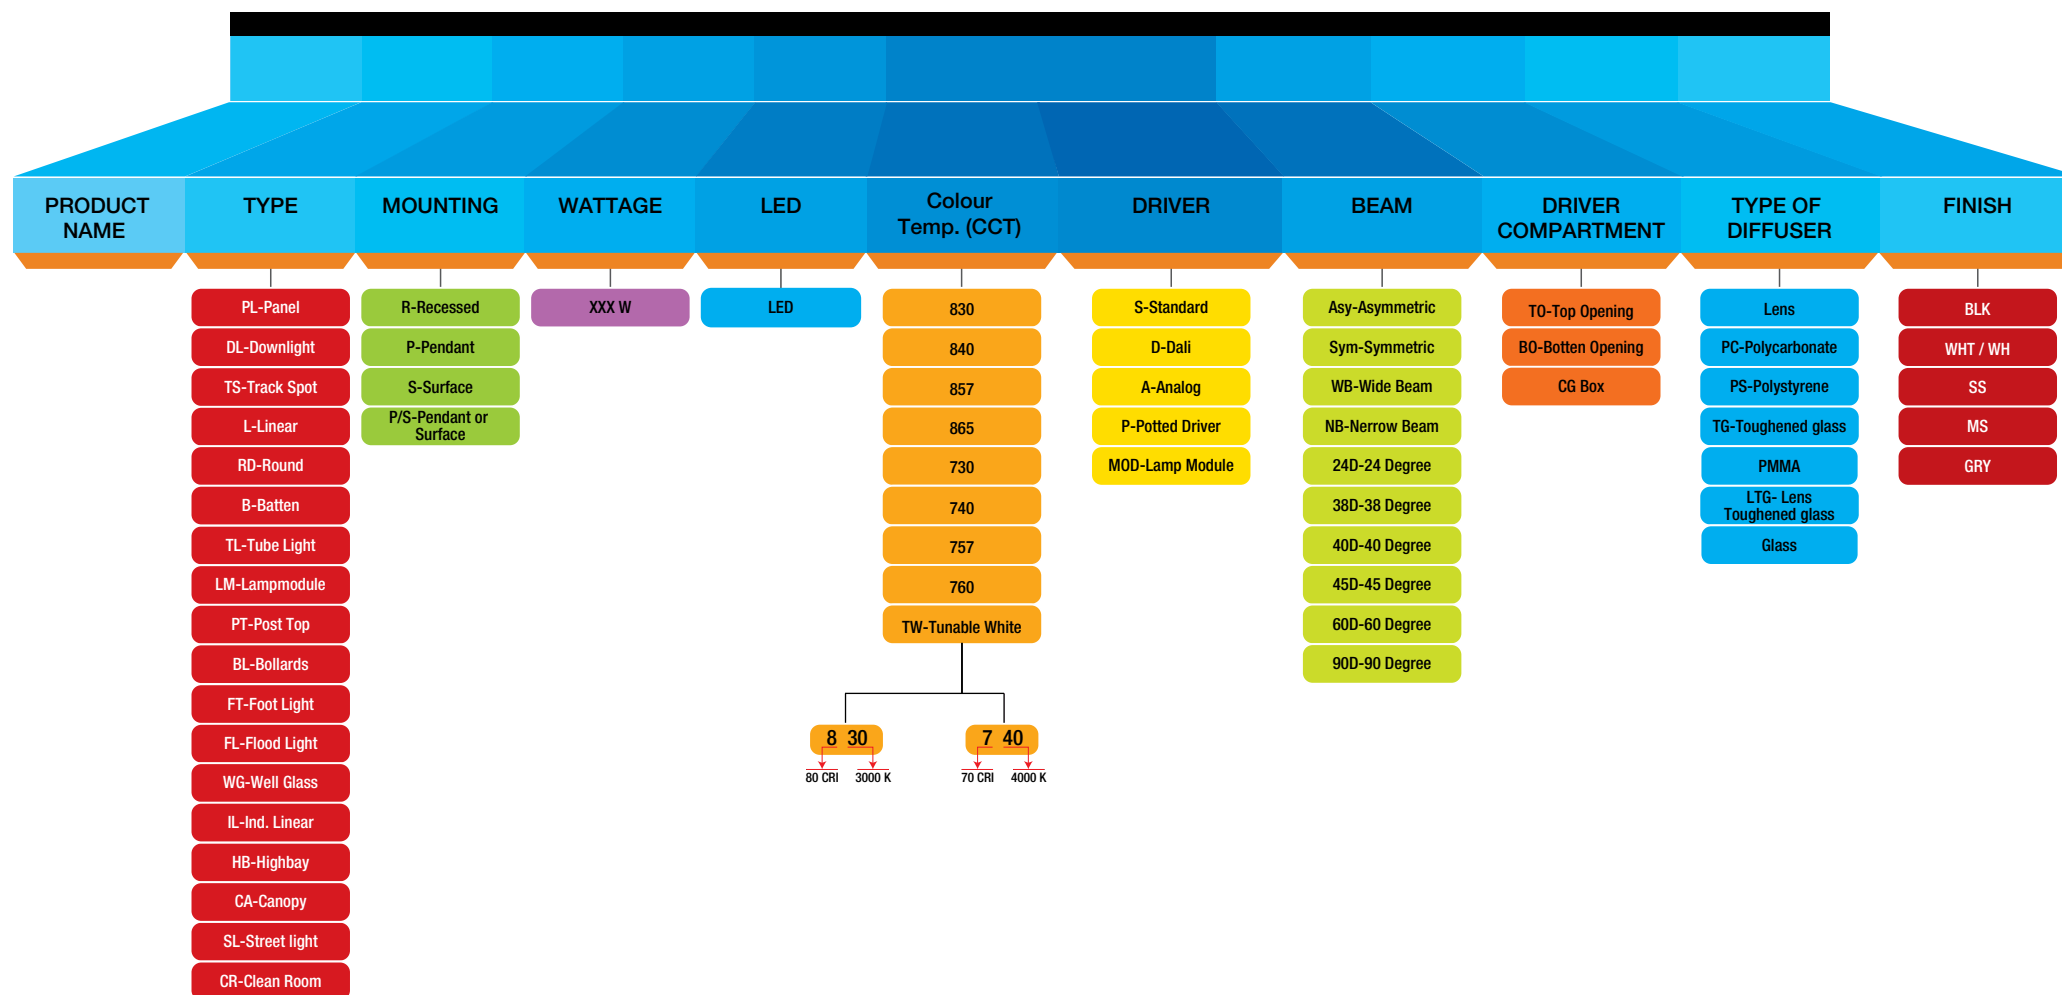 PRODUCT
NAME
TYPE
MOUNTING
WATTAGE
LED
Colour
Temp. (CCT)
DRIVER
BEAM
DRIVER
COMPARTMENT
TYPE OF
DIFFUSER
FINISH
PL-Panel
DL-Downlight
TS-Track Spot
L-Linear
RD-Round
B-Batten
TL-Tube Light
LM-Lampmodule
PT-Post Top
BL-Bollards
FT-Foot Light
FL-Flood Light
WG-Well Glass
IL-Ind. Linear
HB-Highbay
CA-Canopy
SL-Street light
CR-Clean Room
R-Recessed
P-Pendant
S-Surface
P/S-Pendant or
Surface
XXX W
LED
830
840
857
865
730
740
757
760
TW-Tunable White
8 30
80 CRI 3000 K
7 40
70 CRI 4000 K
S-Standard
D-Dali
A-Analog
P-Potted Driver
MOD-Lamp Module
Asy-Asymmetric
Sym-Symmetric
WB-Wide Beam
NB-Nerrow Beam
24D-24 Degree
38D-38 Degree
40D-40 Degree
45D-45 Degree
60D-60 Degree
90D-90 Degree
TO-Top Opening
BO-Botten Opening
CG Box
Lens
PC-Polycarbonate
PS-Polystyrene
TG-Toughened glass
PMMA
LTG- Lens
Toughened glass
Glass
BLK
WHT / WH
SS
MS
GRY